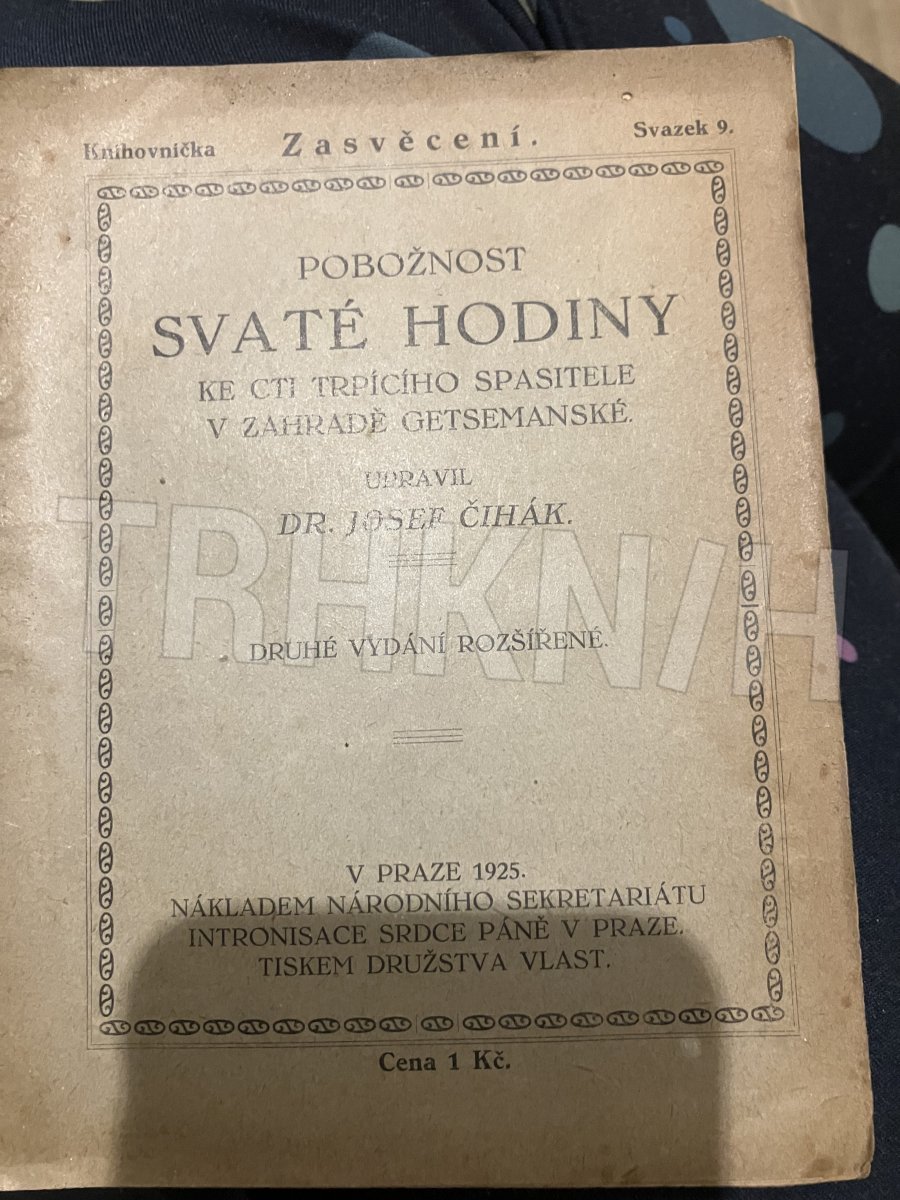 Knihovnička Zasvěcení. Svazek 9.
POBOŽNOST
SVATÉ HODINY
KE CTI TRPÍCÍHO SPASITELE
V ZAHRADĚ GETSEMANSKÉ.
UPRAVIL
DR. JOSEF ČIHÁK.
DRUHÉ VYDÁNÍ ROZŠÍŘENÉ.
TRHKNIH
V PRAZE 1925.
NÁKLADEM NÁRODNÍHO SEKRETARIÁTU
INTRONISACE SRDCE PÁNĚ V PRAZE.
TISKEM DRUŽSTVA VLAST.
Cena 1 Kč.